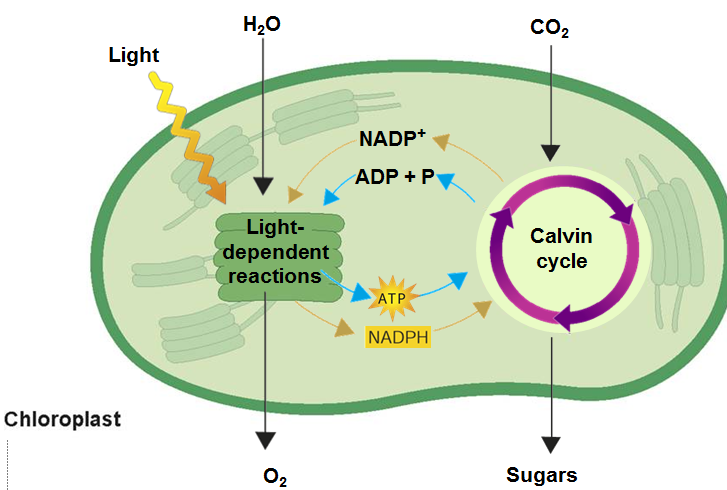 H₂O
CO₂
Light
NADP⁺
ADP + P
Light-
dependent
reactions
Calvin
cycle
ATP
NADPH
Chloroplast
O₂
Sugars